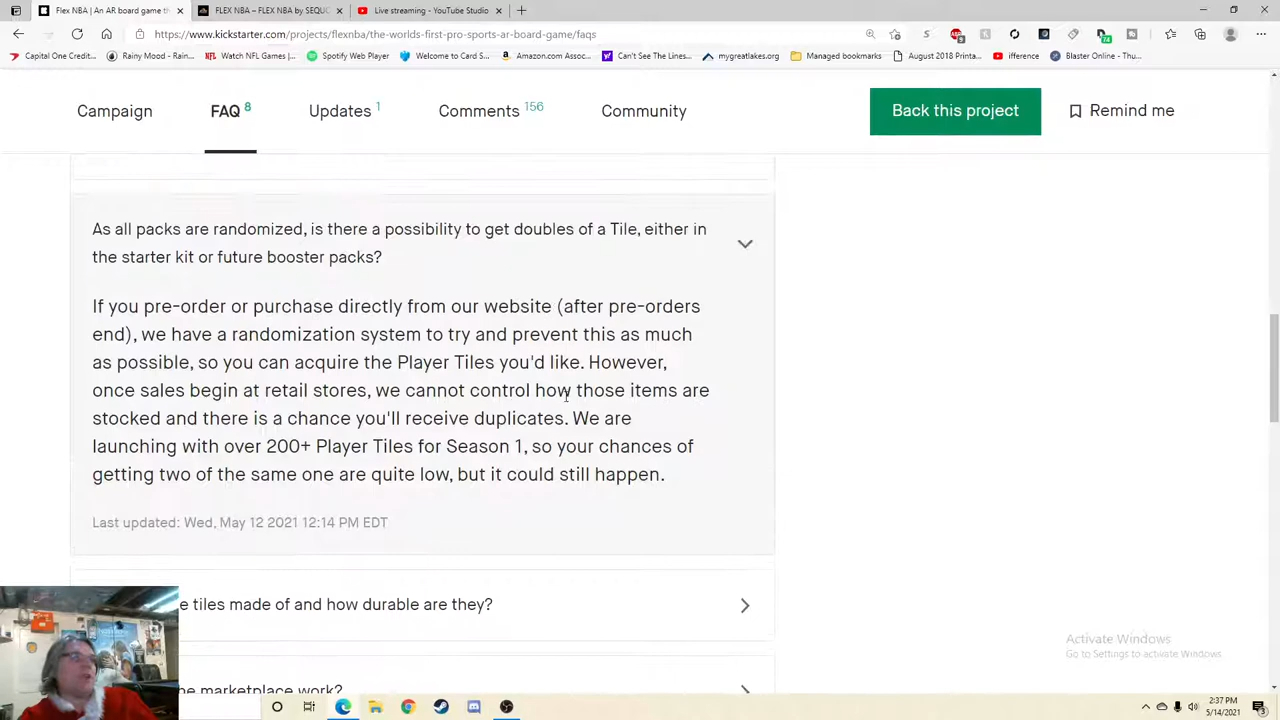 Flex NBA | An AR board game th
FLEX NBA – FLEX NBA by SEQUO
Live streaming - YouTube Studio
https://www.kickstarter.com/projects/flexnba/the-worlds-first-pro-sports-ar-board-game/faqs
Capital One Credit...
Rainy Mood - Rain...
Watch NFL Games |...
Spotify Web Player
Welcome to Card S...
Amazon.com Assoc...
Can't See The Lines...
mygreatlakes.org
Managed bookmarks
August 2018 Printa...
ifference
Blaster Online - Thu...
Campaign
FAQ 8
Updates 1
Comments 156
Community
Back this project
Remind me
As all packs are randomized, is there a possibility to get doubles of a Tile, either in
the starter kit or future booster packs?
If you pre-order or purchase directly from our website (after pre-orders
end), we have a randomization system to try and prevent this as much
as possible, so you can acquire the Player Tiles you'd like. However,
once sales begin at retail stores, we cannot control how those items are
stocked and there is a chance you'll receive duplicates. We are
launching with over 200+ Player Tiles for Season 1, so your chances of
getting two of the same one are quite low, but it could still happen.
Last updated: Wed, May 12 2021 12:14 PM EDT
e tiles made of and how durable are they?
he marketplace work?
Activate Windows
Go to Settings to activate Windows.
2:37 PM
5/14/2021